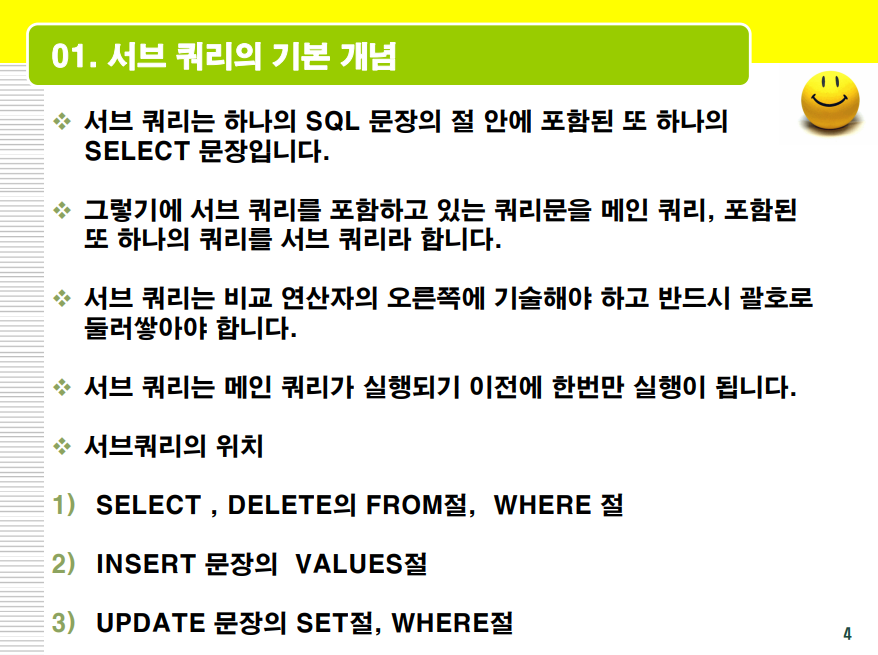 01. 서브 쿼리의 기본 개념
❖ 서브 쿼리는 하나의 SQL 문장의 절 안에 포함된 또 하나의
SELECT 문장입니다.
❖ 그렇기에 서브 쿼리를 포함하고 있는 쿼리문을 메인 쿼리, 포함된
또 하나의 쿼리를 서브 쿼리라 합니다.
❖ 서브 쿼리는 비교 연산자의 오른쪽에 기술해야 하고 반드시 괄호로
둘러쌓아야 합니다.
❖ 서브 쿼리는 메인 쿼리가 실행되기 이전에 한번만 실행이 됩니다.
❖ 서브쿼리의 위치
1) SELECT , DELETE의 FROM절, WHERE 절
2) INSERT 문장의 VALUES절
3) UPDATE 문장의 SET절, WHERE절
4